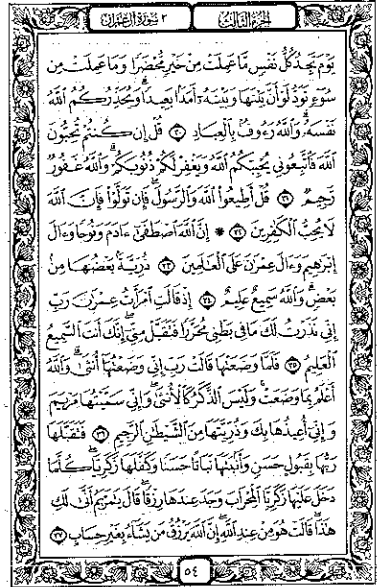 الجزء الثالث
٣ سورة آل عمران
يَوْمَ تَجِدُ كُلُّ نَفْسٍ مَّا عَمِلَتْ مِنْ خَيْرٍ مُّحْضَرًا وَمَا عَمِلَتْ مِن
سُوٓءٍ تَوَدُّ لَوْ أَنَّ بَيْنَهَا وَبَيْنَهُۥٓ أَمَدًۢا بَعِيدًا ۗ وَيُحَذِّرُكُمُ ٱللَّهُ
نَفْسَهُۥ ۗ وَٱللَّهُ رَءُوفٌۢ بِٱلْعِبَادِ ٣٠ قُلْ إِن كُنتُمْ تُحِبُّونَ
ٱللَّهَ فَٱتَّبِعُونِى يُحْبِبْكُمُ ٱللَّهُ وَيَغْفِرْ لَكُمْ ذُنُوبَكُمْ ۗ وَٱللَّهُ غَفُورٌ
رَّحِيمٌ ٣١ قُلْ أَطِيعُوا۟ ٱللَّهَ وَٱلرَّسُولَ ۖ فَإِن تَوَلَّوْا۟ فَإِنَّ ٱللَّهَ
لَا يُحِبُّ ٱلْكَٰفِرِينَ ٣٢ ۞ إِنَّ ٱللَّهَ ٱصْطَفَىٰٓ ءَادَمَ وَنُوحًا وَءَالَ
إِبْرَٰهِيمَ وَءَالَ عِمْرَٰنَ عَلَى ٱلْعَٰلَمِينَ ٣٣ ذُرِّيَّةًۢ بَعْضُهَا مِنۢ
بَعْضٍ ۗ وَٱللَّهُ سَمِيعٌ عَلِيمٌ ٣٤ إِذْ قَالَتِ ٱمْرَأَتُ عِمْرَٰنَ رَبِّ
إِنِّى نَذَرْتُ لَكَ مَا فِى بَطْنِى مُحَرَّرًا فَتَقَبَّلْ مِنِّىٓ ۖ إِنَّكَ أَنتَ ٱلسَّمِيعُ
ٱلْعَلِيمُ ٣٥ فَلَمَّا وَضَعَتْهَا قَالَتْ رَبِّ إِنِّى وَضَعْتُهَآ أُنثَىٰ وَٱللَّهُ
أَعْلَمُ بِمَا وَضَعَتْ وَلَيْسَ ٱلذَّكَرُ كَٱلْأُنثَىٰ ۖ وَإِنِّى سَمَّيْتُهَا مَرْيَمَ
وَإِنِّىٓ أُعِيذُهَا بِكَ وَذُرِّيَّتَهَا مِنَ ٱلشَّيْطَٰنِ ٱلرَّجِيمِ ٣٦ فَتَقَبَّلَهَا
رَبُّهَا بِقَبُولٍ حَسَنٍ وَأَنۢبَتَهَا نَبَاتًا حَسَنًا وَكَفَّلَهَا زَكَرِيَّا ۖ كُلَّمَا
دَخَلَ عَلَيْهَا زَكَرِيَّا ٱلْمِحْرَابَ وَجَدَ عِندَهَا رِزْقًا ۖ قَالَ يَٰمَرْيَمُ أَنَّىٰ لَكِ
هَٰذَا ۖ قَالَتْ هُوَ مِنْ عِندِ ٱللَّهِ ۖ إِنَّ ٱللَّهَ يَرْزُقُ مَن يَشَآءُ بِغَيْرِ حِسَابٍ ٣٧
٥٤